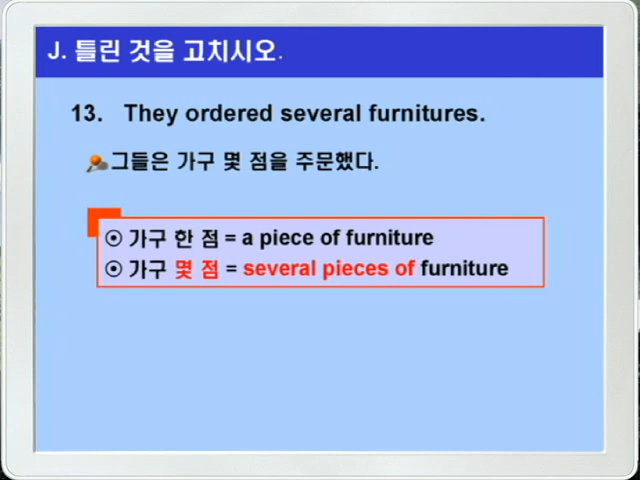 J. 틀린 것을 고치시오.
13. They ordered several furnitures.
그들은 가구 몇 점을 주문했다.
⊙ 가구 한 점 = a piece of furniture
⊙ 가구 몇 점 = several pieces of furniture